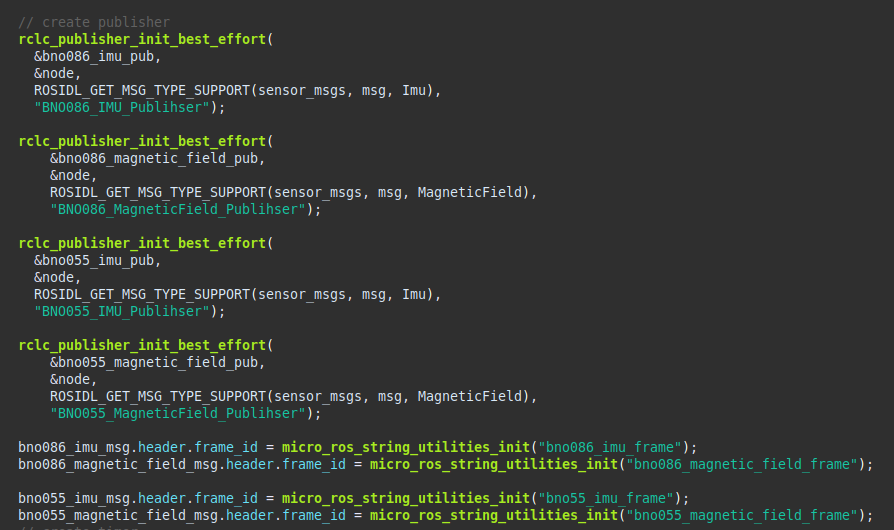 // create publisher
rclc_publisher_init_best_effort(
&bno086_imu_pub,
&node,
ROSIDL_GET_MSG_TYPE_SUPPORT(sensor_msgs, msg, Imu),
"BNO086_IMU_Publihser");
rclc_publisher_init_best_effort(
&bno086_magnetic_field_pub,
&node,
ROSIDL_GET_MSG_TYPE_SUPPORT(sensor_msgs, msg, MagneticField),
"BNO086_MagneticField_Publihser");
rclc_publisher_init_best_effort(
&bno055_imu_pub,
&node,
ROSIDL_GET_MSG_TYPE_SUPPORT(sensor_msgs, msg, Imu),
"BNO055_IMU_Publihser");
rclc_publisher_init_best_effort(
&bno055_magnetic_field_pub,
&node,
ROSIDL_GET_MSG_TYPE_SUPPORT(sensor_msgs, msg, MagneticField),
"BNO055_MagneticField_Publihser");
bno086_imu_msg.header.frame_id = micro_ros_string_utilities_init("bno086_imu_frame");
bno086_magnetic_field_msg.header.frame_id = micro_ros_string_utilities_init("bno086_magnetic_field_frame");
bno055_imu_msg.header.frame_id = micro_ros_string_utilities_init("bno55_imu_frame");
bno055_magnetic_field_msg.header.frame_id = micro_ros_string_utilities_init("bno055_magnetic_field_frame");